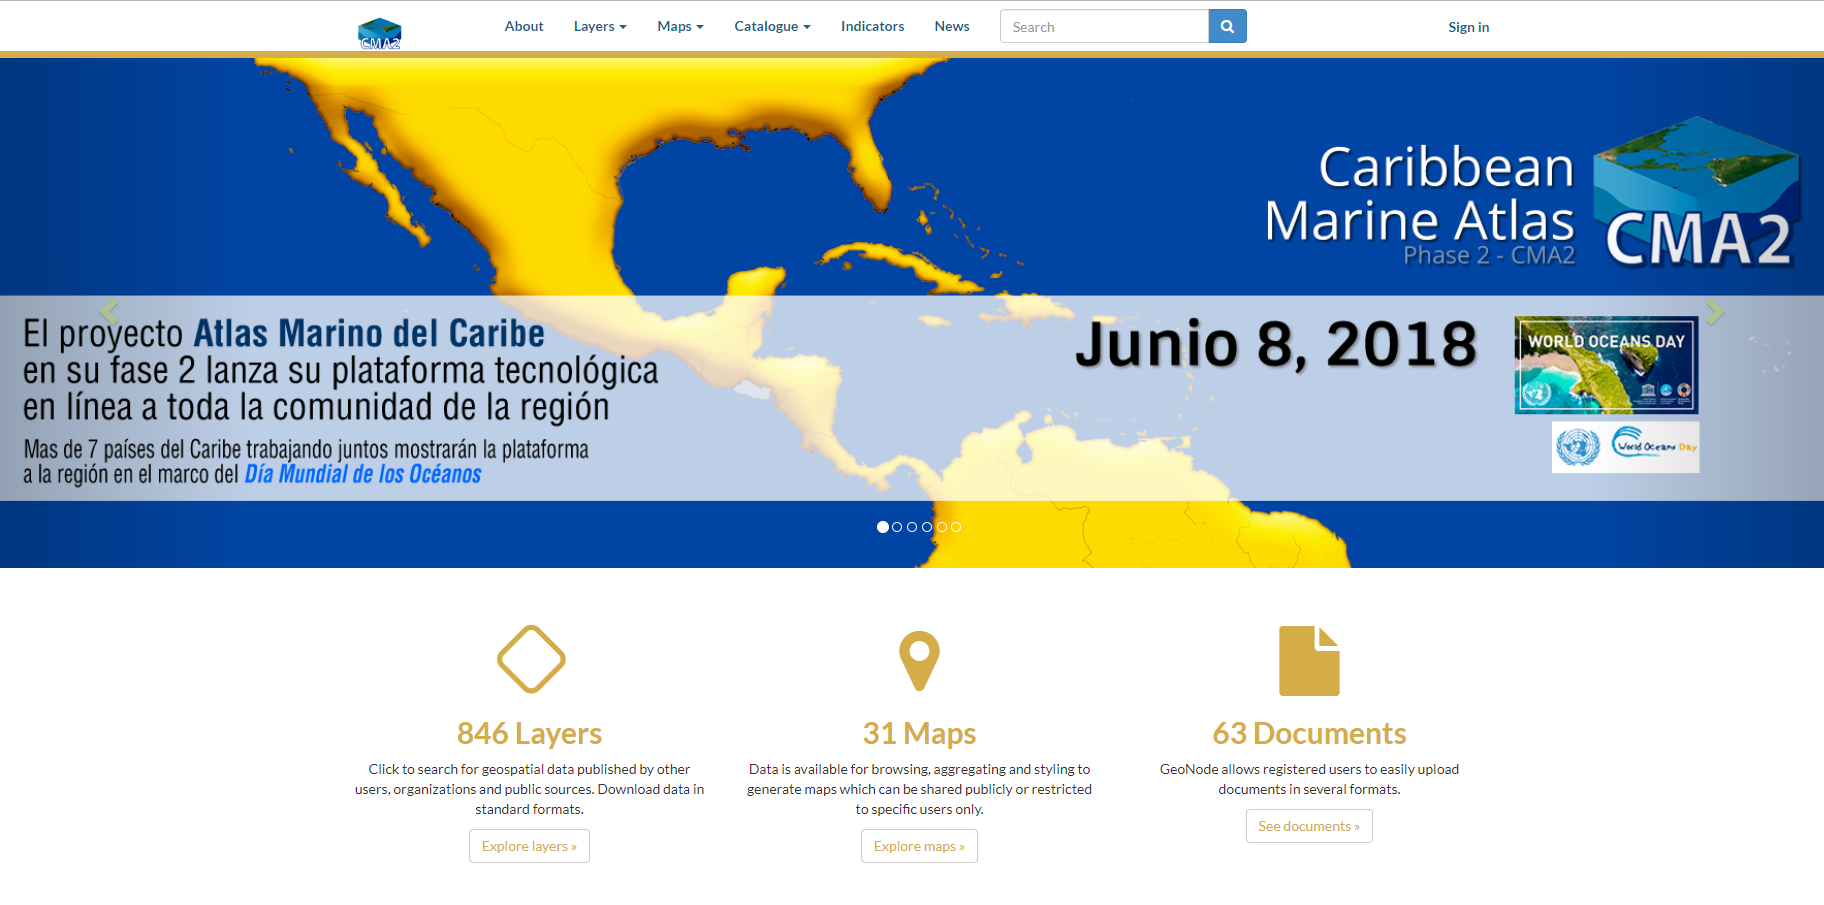 CMA2
About
Layers
Maps
Catalogue
Indicators
News
Search
Sign in
Caribbean
Marine Atlas
Phase 2 - CMA2
CMA2
El proyecto Atlas Marino del Caribe
en su fase 2 lanza su plataforma tecnológica
en línea a toda la comunidad de la región
Mas de 7 países del Caribe trabajando juntos mostrarán la plataforma
a la región en el marco del Día Mundial de los Océanos
Junio 8, 2018
WORLD OCEANS DAY
World Oceans Day
846 Layers
Click to search for geospatial data published by other
users, organizations and public sources. Download data in
standard formats.
Explore layers »
31 Maps
Data is available for browsing, aggregating and styling to
generate maps which can be shared publicly or restricted
to specific users only.
Explore maps »
63 Documents
GeoNode allows registered users to easily upload
documents in several formats.
See documents »